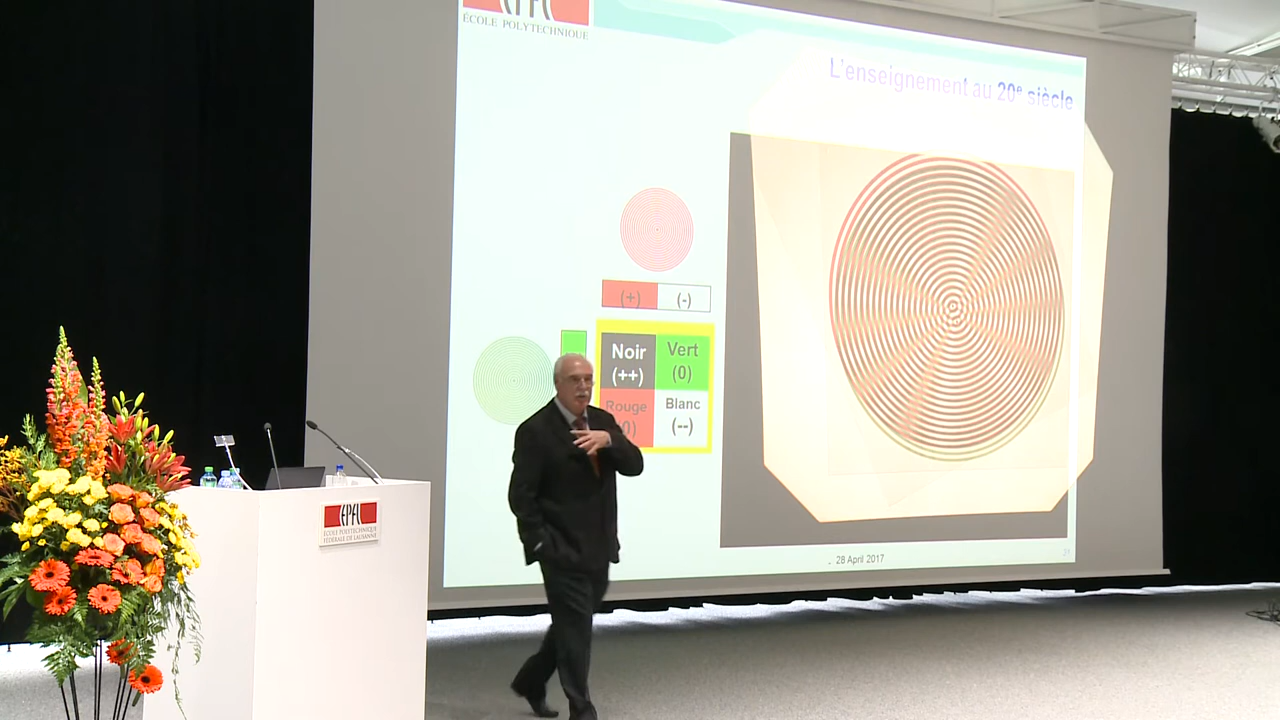 ÉCOLE POLYTECHNIQUE
L'enseignement au 20e siècle
(+)
(-)
Noir
(++)
Vert
(0)
Rouge
Blanc
(--)
28 April 2017
EPFL
ÉCOLE POLYTECHNIQUE
FÉDÉRALE DE LAUSANNE